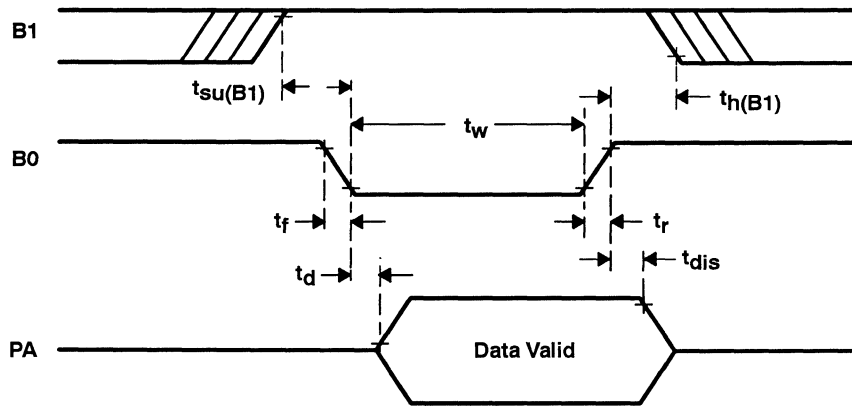 B1
tsu(B1)
th(B1)
tw
B0
tf
tr
td
tdis
PA
Data Valid